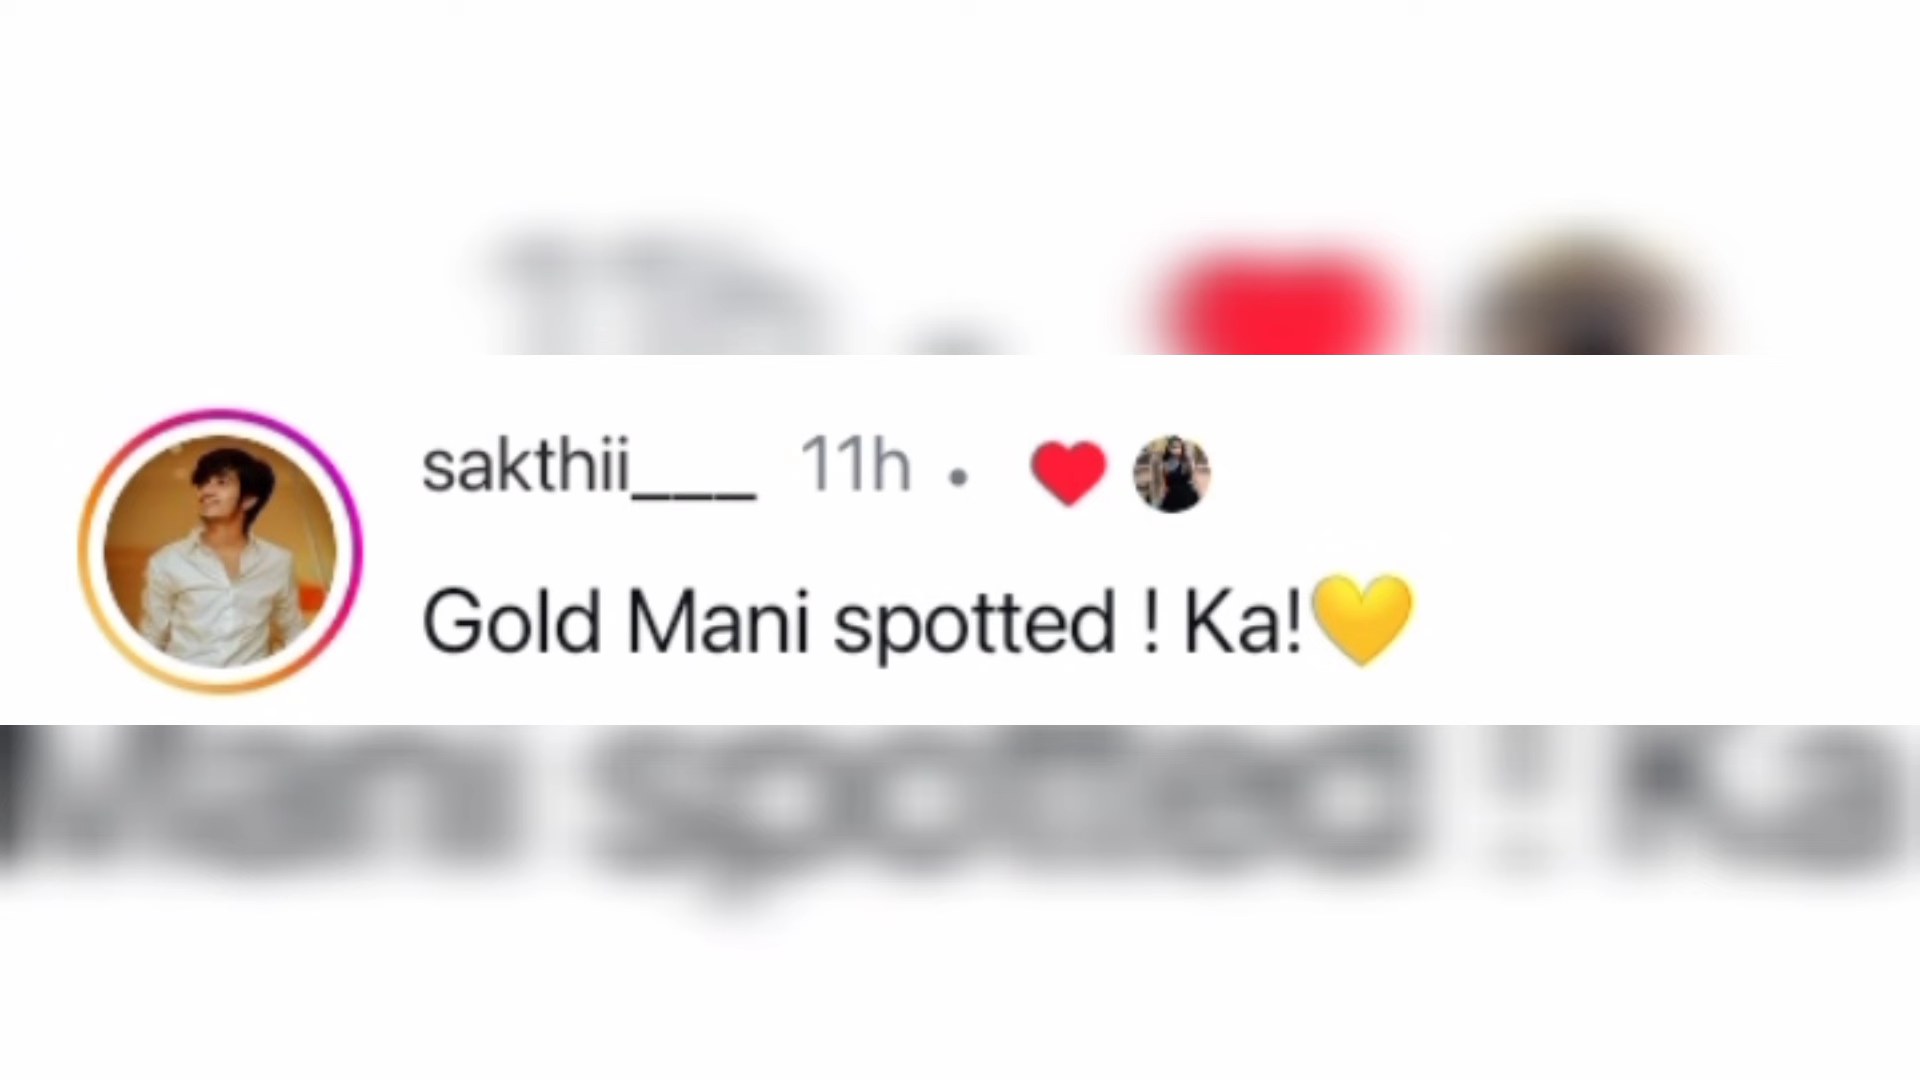 sakthii___ 11h •
Gold Mani spotted ! Ka!💛